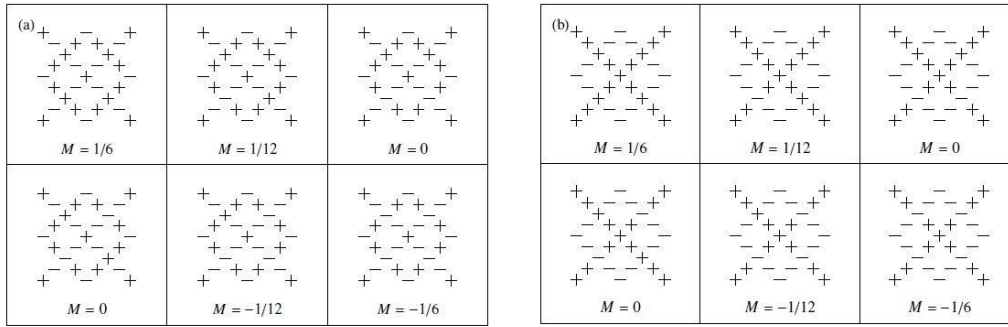 (a)
M = 1/6
M = 1/12
M = 0
M = 0
M = −1/12
M = −1/6
(b)
M = 1/6
M = 1/12
M = 0
M = 0
M = −1/12
M = −1/6